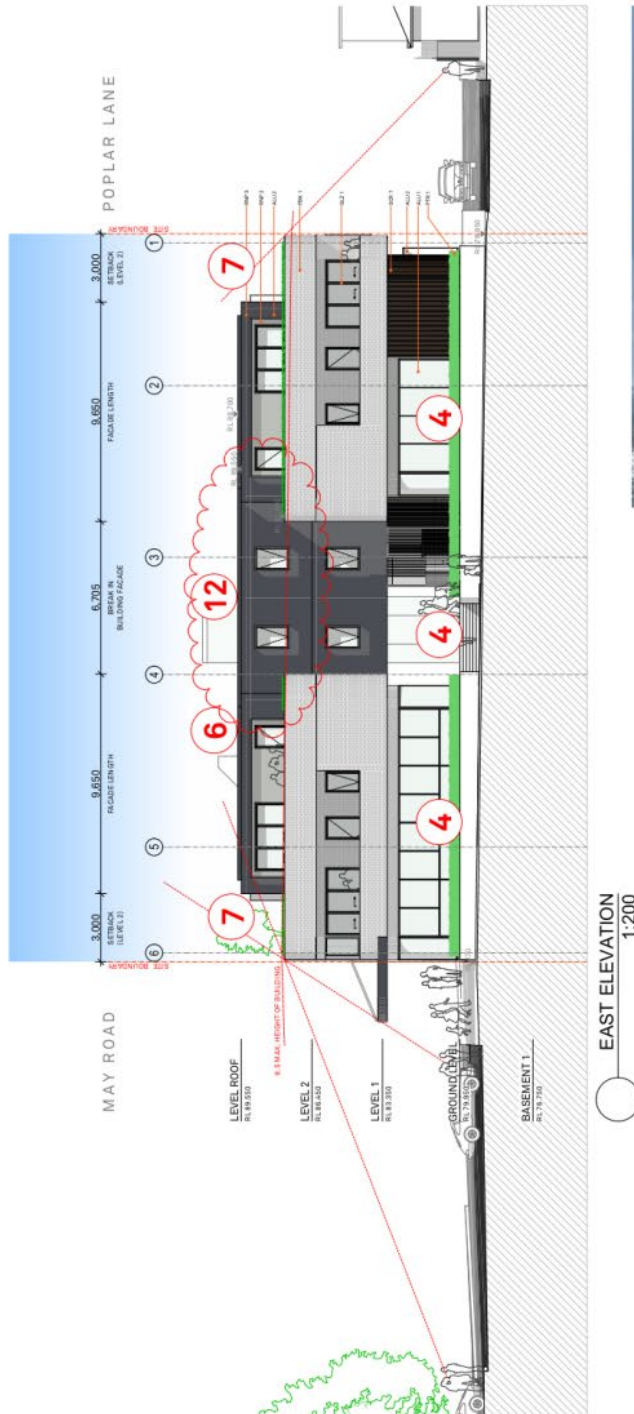 MAY ROAD
POPLAR LANE
3,000
SETBACK
(LEVEL 2)
9,650
FACADE LENGTH
6,705
BREAK IN
BUILDING FACADE
9,650
FACADE LENGTH
3,000
SETBACK
(LEVEL 2)
SITE BOUNDARY
SITE BOUNDARY
6
5
4
3
2
1
7
6
12
7
4
4
4
LEVEL ROOF
RL 89.550
LEVEL 2
RL 86.450
LEVEL 1
RL 83.350
GROUND LEVEL
RL 79.950
BASEMENT 1
RL 76.750
8.5 MAX. HEIGHT OF BUILDING
EAST ELEVATION
1:200